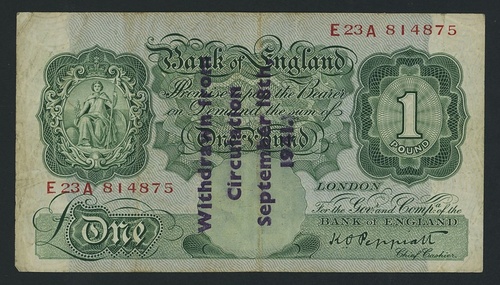 E23A 814875
Bank of England
Promise to pay the Bearer
on Demand the sum of
One Pound
1
POUND
E23A 814875
LONDON
For the Govr. and Compa. of the
BANK OF ENGLAND
£One
K.O. Peppiatt
Chief Cashier.
Withdrawn from
Circulation
September 18th
1941.